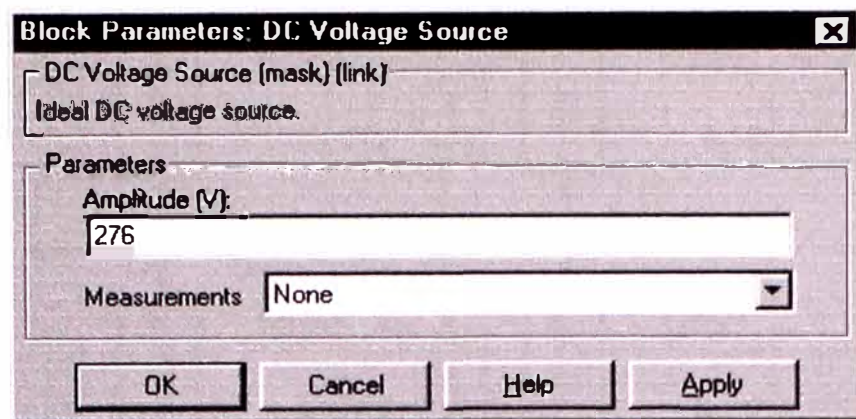 Block Parameters: DC Voltage Source
DC Voltage Source (mask) (link)
Ideal DC voltage source.
Parameters
Amplitude (V):
276
Measurements None
OK Cancel Help Apply